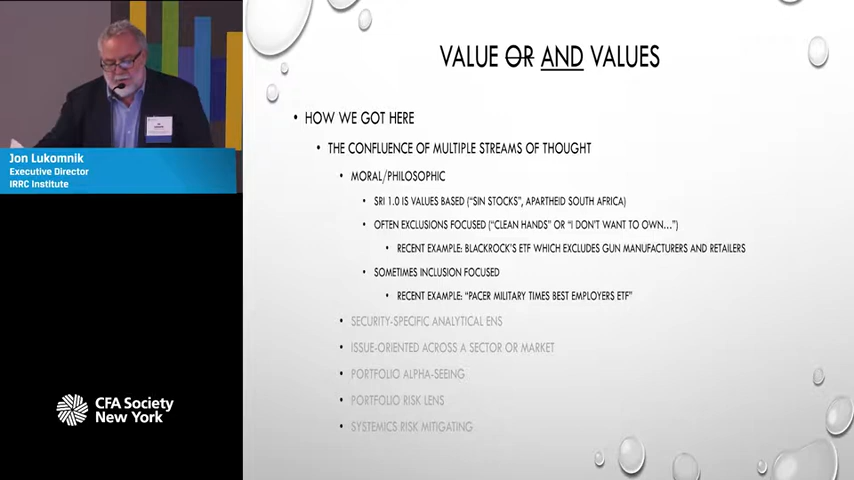 Jon Lukomnik
Executive Director
IRRC Institute
CFA Society
New York
VALUE OR AND VALUES
• HOW WE GOT HERE
• THE CONFLUENCE OF MULTIPLE STREAMS OF THOUGHT
• MORAL/PHILOSOPHIC
• SRI 1.0 IS VALUES BASED ("SIN STOCKS", APARTHEID SOUTH AFRICA)
• OFTEN EXCLUSIONS FOCUSED ("CLEAN HANDS" OR "I DON'T WANT TO OWN...")
• RECENT EXAMPLE: BLACKROCK'S ETF WHICH EXCLUDES GUN MANUFACTURERS AND RETAILERS
• SOMETIMES INCLUSION FOCUSED
• RECENT EXAMPLE: "PACER MILITARY TIMES BEST EMPLOYERS ETF"
• SECURITY-SPECIFIC ANALYTICAL ENS
• ISSUE-ORIENTED ACROSS A SECTOR OR MARKET
• PORTFOLIO ALPHA-SEEING
• PORTFOLIO RISK LENS
• SYSTEMICS RISK MITIGATING